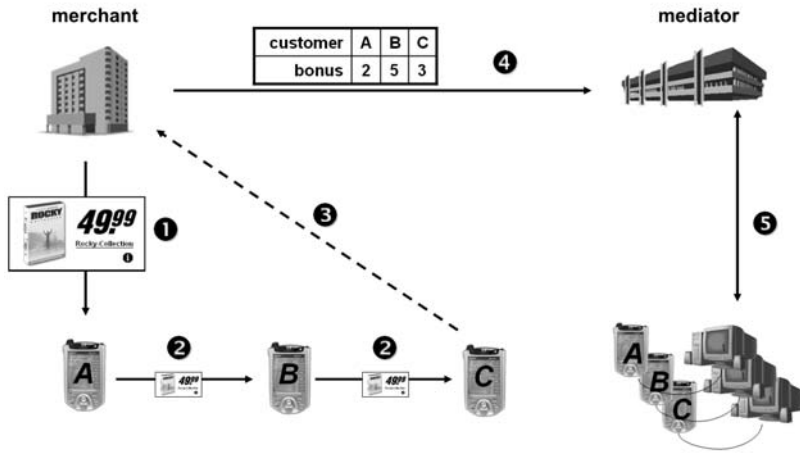 merchant
mediator
customer A B C
bonus 2 5 3
4
ROCKY
49.99
Rocky-Collection
1
3
5
2
2
A
B
C
49.99
49.99
A
B
C